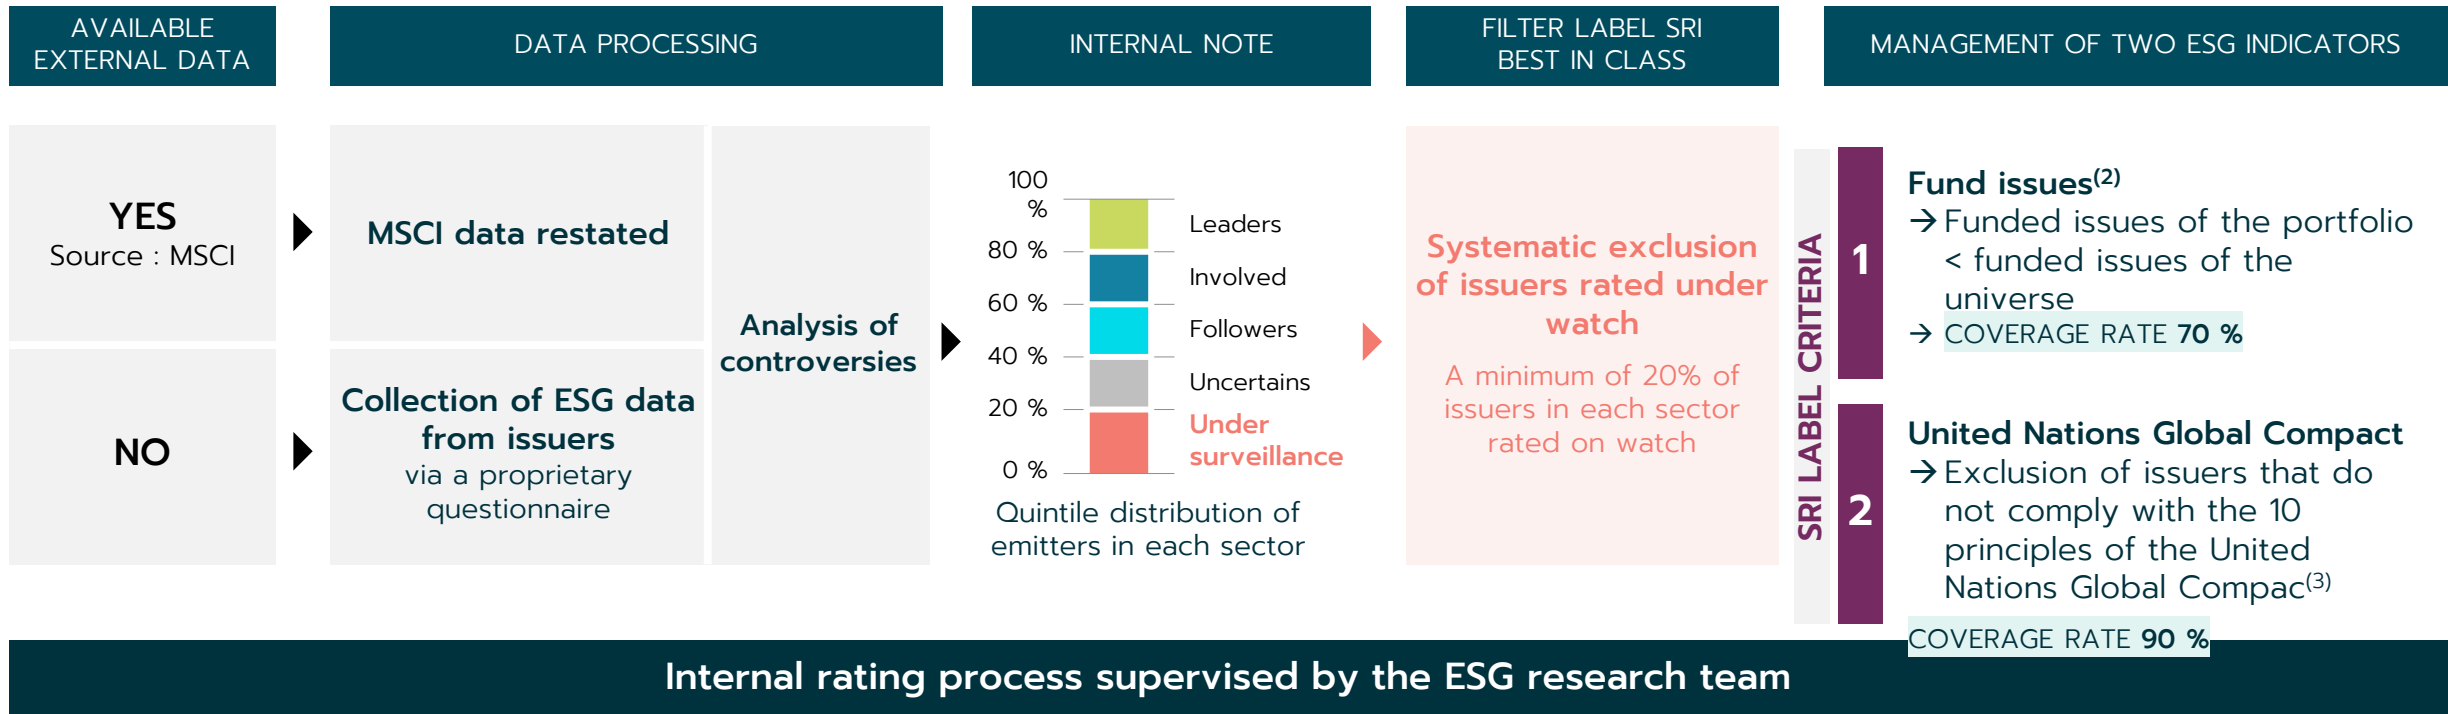 AVAILABLE
EXTERNAL DATA
DATA PROCESSING
INTERNAL NOTE
FILTER LABEL SRI
BEST IN CLASS
MANAGEMENT OF TWO ESG INDICATORS
YES
Source : MSCI
NO
MSCI data restated
Collection of ESG data
from issuers
via a proprietary
questionnaire
Analysis of
controversies
100
%
80 %
60 %
40 %
20 %
0 %
Leaders
Involved
Followers
Uncertains
Under
surveillance
Quintile distribution of
emitters in each sector
Systematic exclusion
of issuers rated under
watch
A minimum of 20% of
issuers in each sector
rated on watch
SRI LABEL CRITERIA
1
Fund issues(2)
→ Funded issues of the portfolio
< funded issues of the
universe
→ COVERAGE RATE 70 %
2
United Nations Global Compact
→ Exclusion of issuers that do
not comply with the 10
principles of the United
Nations Global Compac(3)
COVERAGE RATE 90 %
Internal rating process supervised by the ESG research team